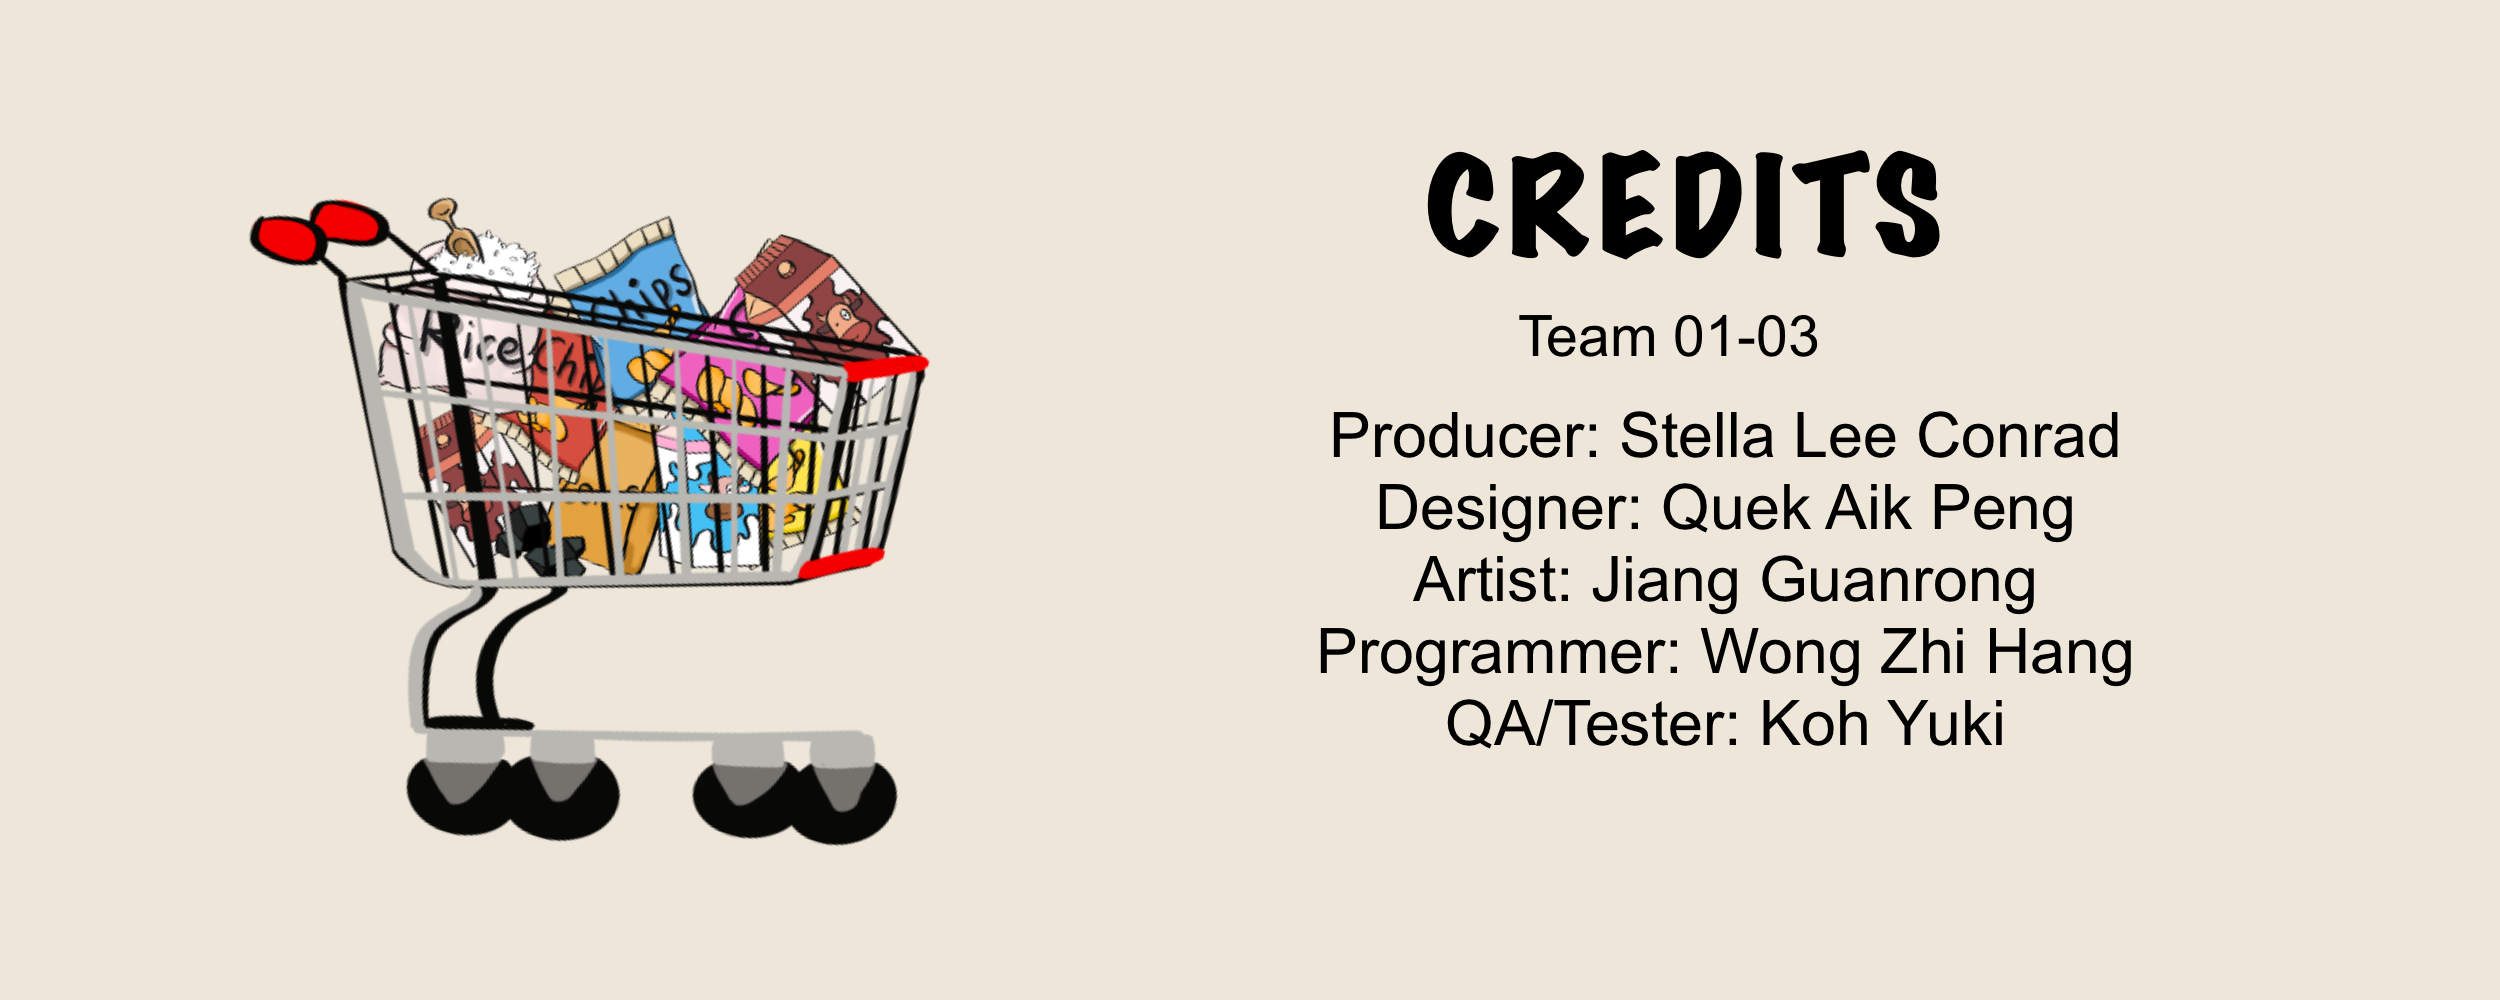 CREDITS
Team 01-03
Producer: Stella Lee Conrad
Designer: Quek Aik Peng
Artist: Jiang Guanrong
Programmer: Wong Zhi Hang
QA/Tester: Koh Yuki
Chips
Rice
Chi